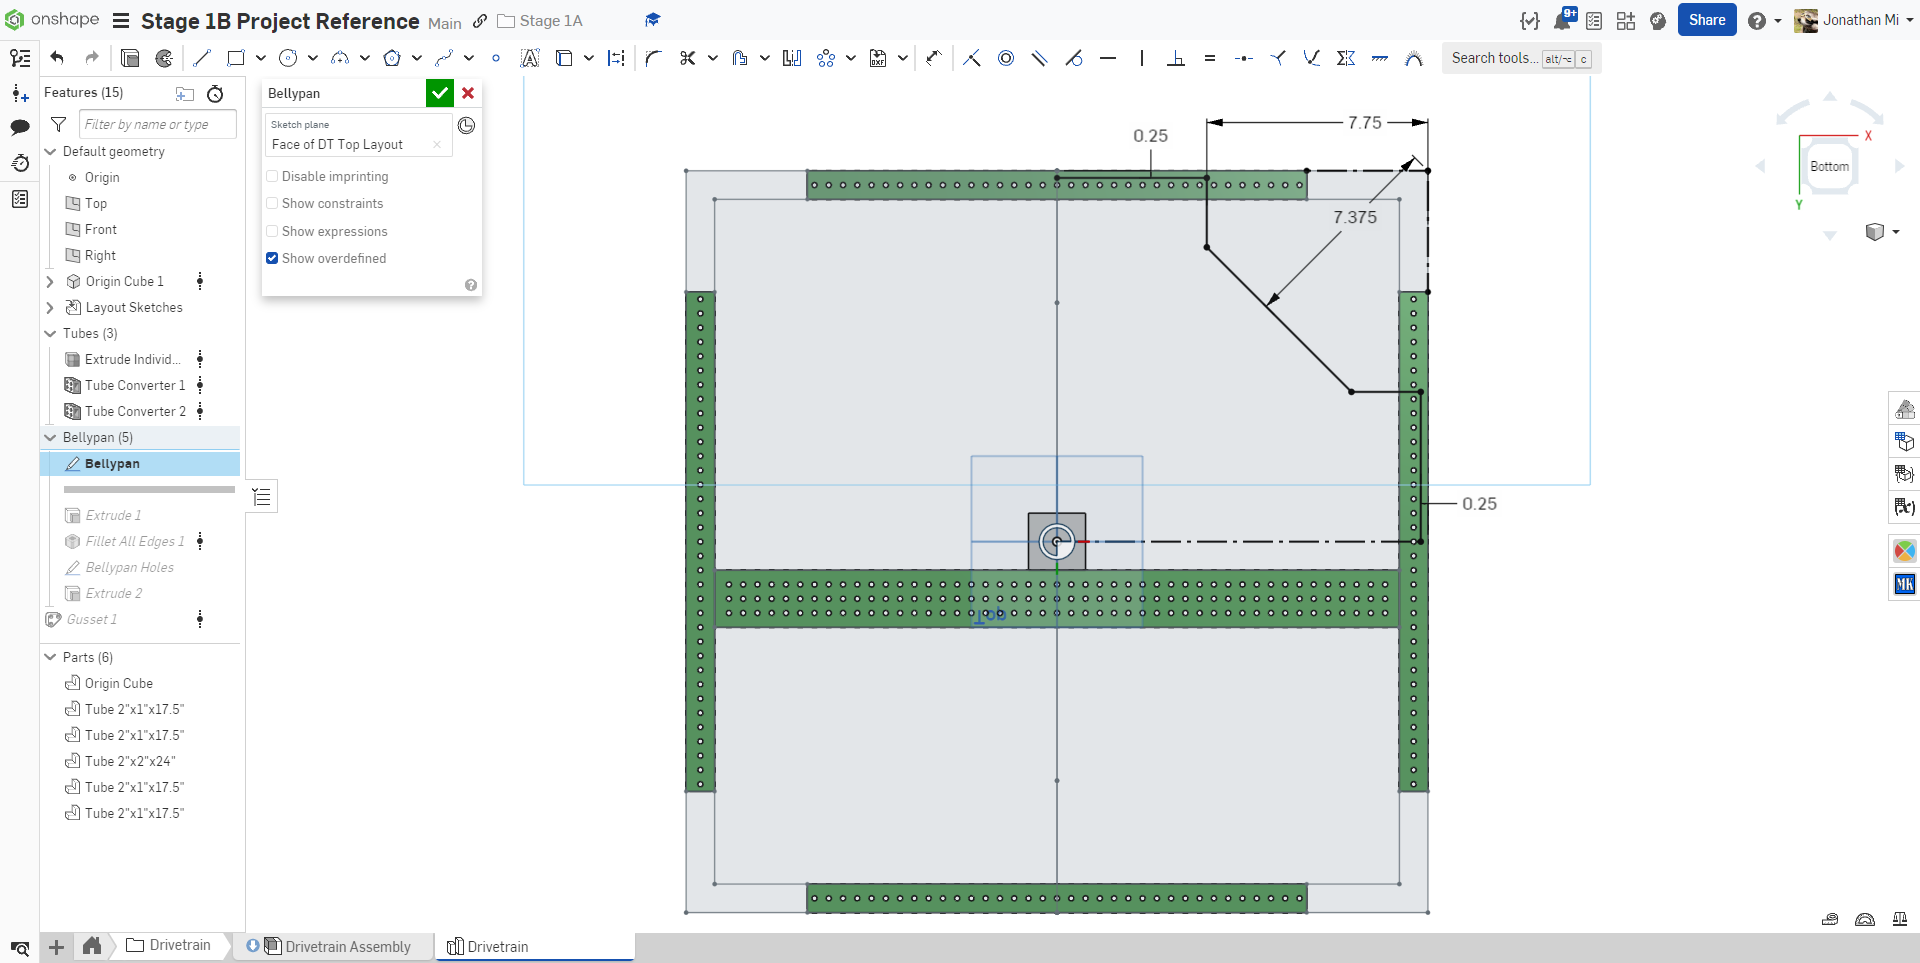 onshape
Stage 1B Project Reference
Main
Stage 1A
9+
Share
Jonathan Mi
Search tools... alt/⌥ c
Features (15)
Filter by name or type
Default geometry
Origin
Top
Front
Right
Origin Cube 1
Layout Sketches
Tubes (3)
Extrude Individ...
Tube Converter 1
Tube Converter 2
Bellypan (5)
Bellypan
Extrude 1
Fillet All Edges 1
Bellypan Holes
Extrude 2
Gusset 1
Parts (6)
Origin Cube
Tube 2"x1"x17.5"
Tube 2"x1"x17.5"
Tube 2"x2"x24"
Tube 2"x1"x17.5"
Tube 2"x1"x17.5"
Bellypan
Sketch plane
Face of DT Top Layout
Disable imprinting
Show constraints
Show expressions
Show overdefined
0.25
7.75
7.375
0.25
Top
X
Bottom
Y
MK
Drivetrain
Drivetrain Assembly
Drivetrain